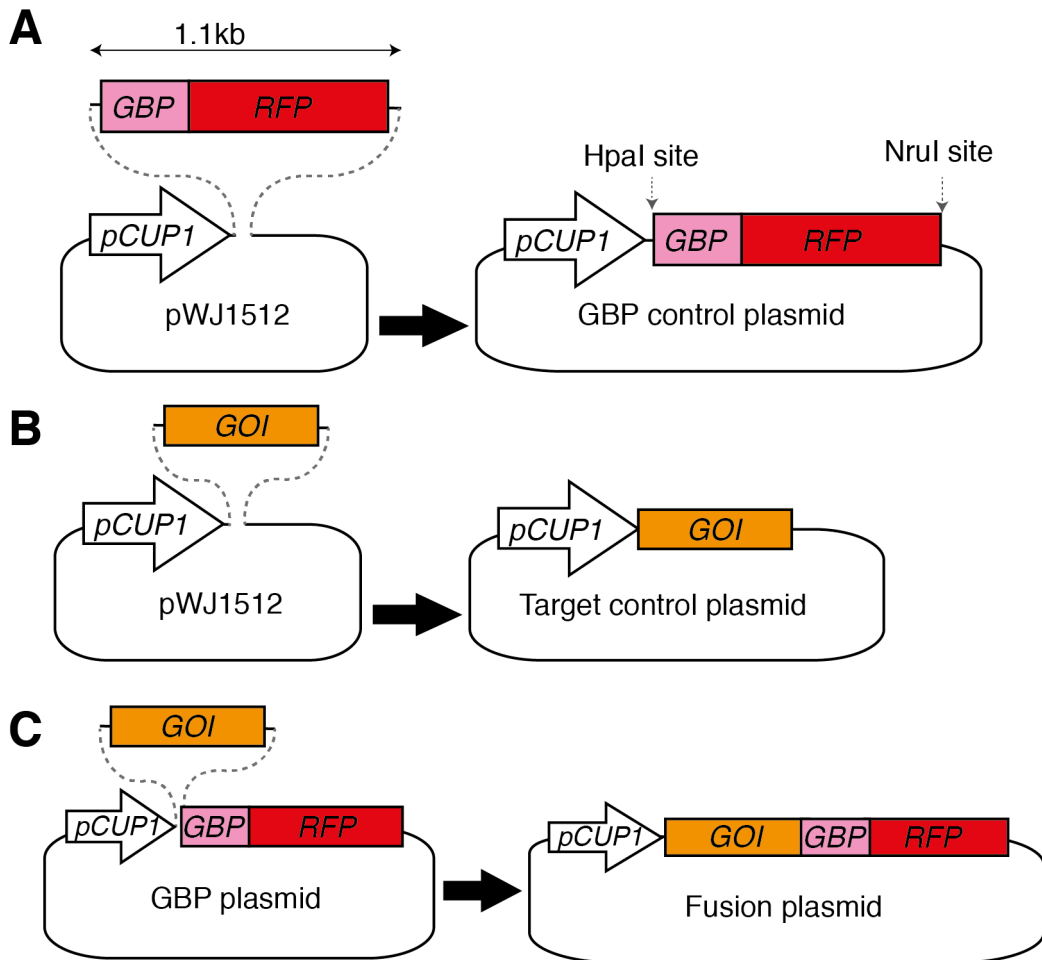 A
1.1kb
GBP RFP
HpaI site
NruI site
pCUP1
pCUP1 GBP RFP
pWJ1512
GBP control plasmid
B
GOI
pCUP1
pCUP1 GOI
pWJ1512
Target control plasmid
C
GOI
pCUP1 GBP RFP
pCUP1 GOI GBP RFP
GBP plasmid
Fusion plasmid